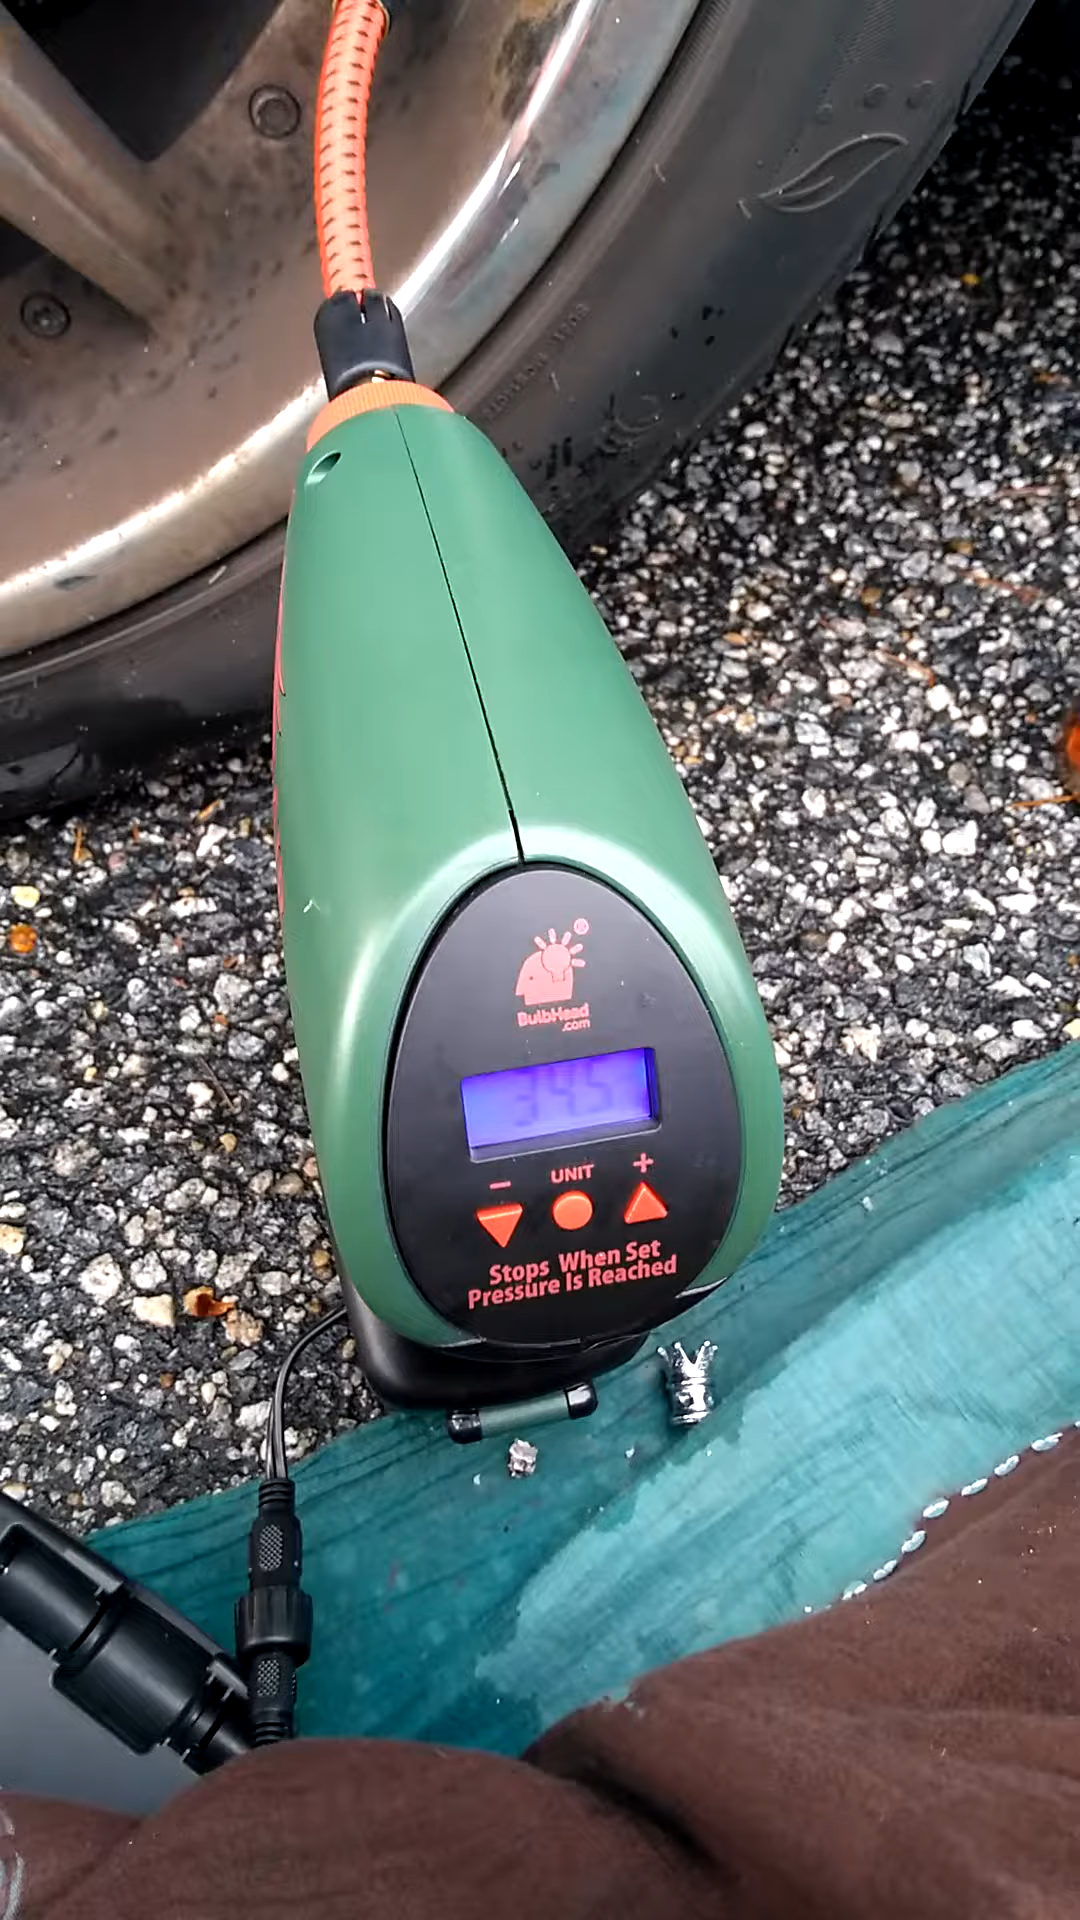 ®
BulbHead
.com
34.5
− UNIT +
Stops When Set
Pressure Is Reached